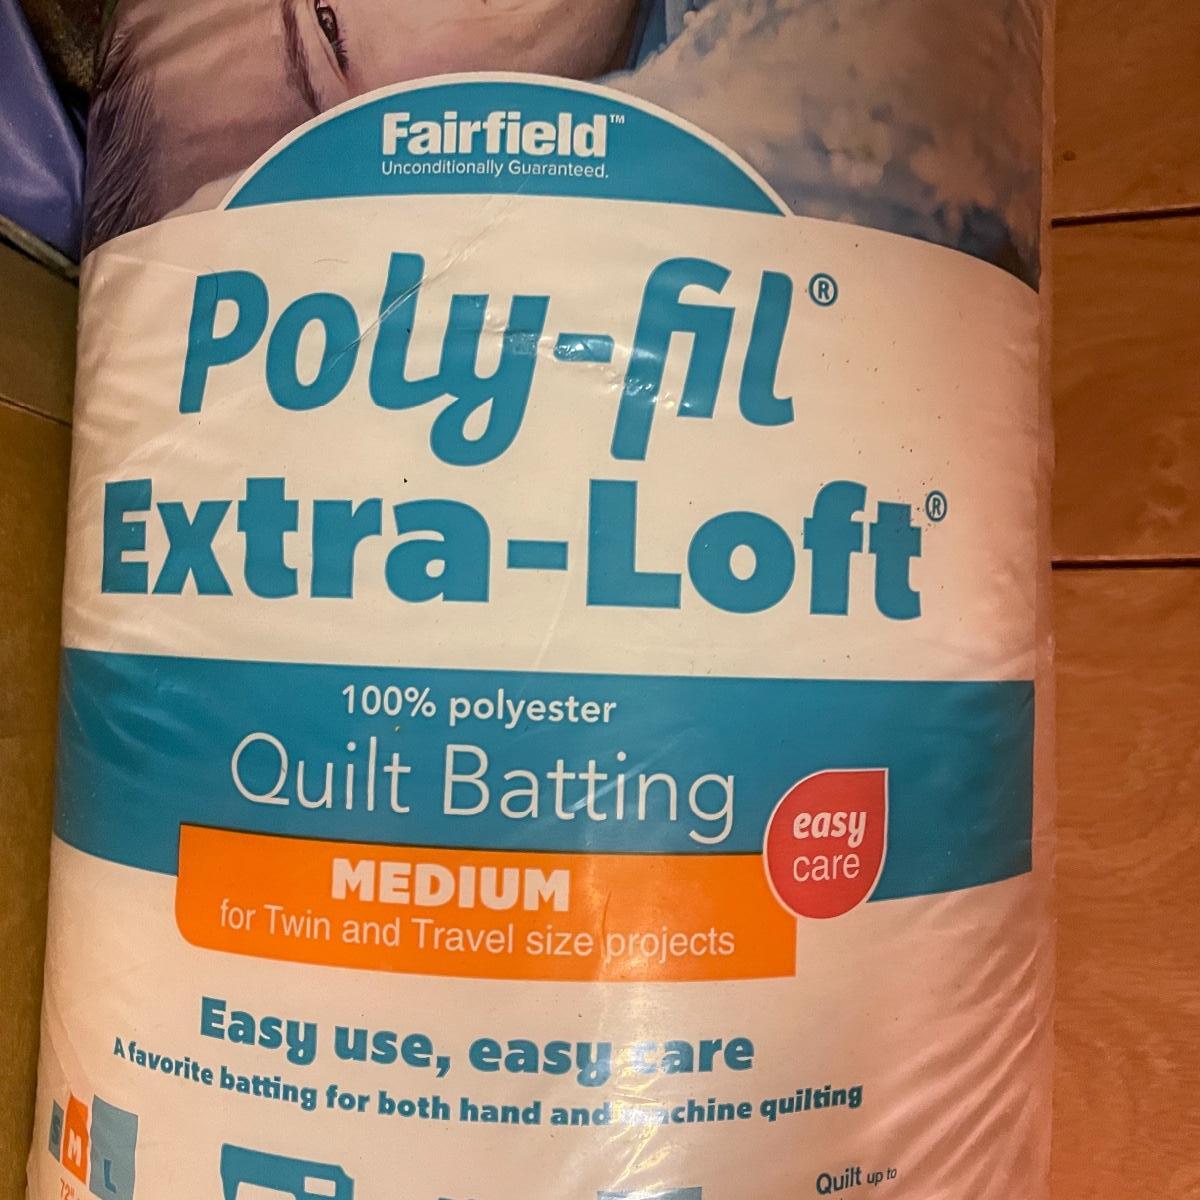 Fairfield™
Unconditionally Guaranteed.
Poly-fil®
Extra-Loft®
100% polyester
Quilt Batting
easy
care
MEDIUM
for Twin and Travel size projects
Easy use, easy care
A favorite batting for both hand and machine quilting
S M L
72"
Quilt up to